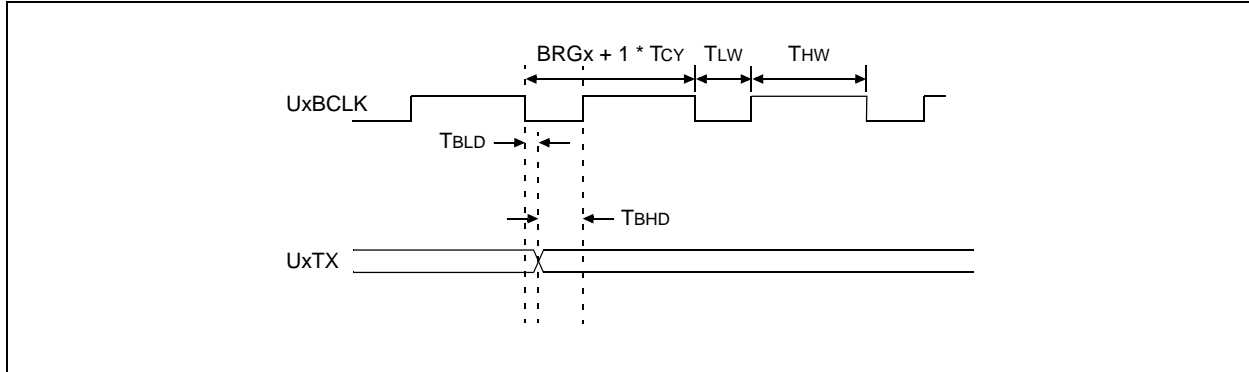 BRGx + 1 * TCY TLW THW
UxBCLK
TBLD
TBHD
UxTX